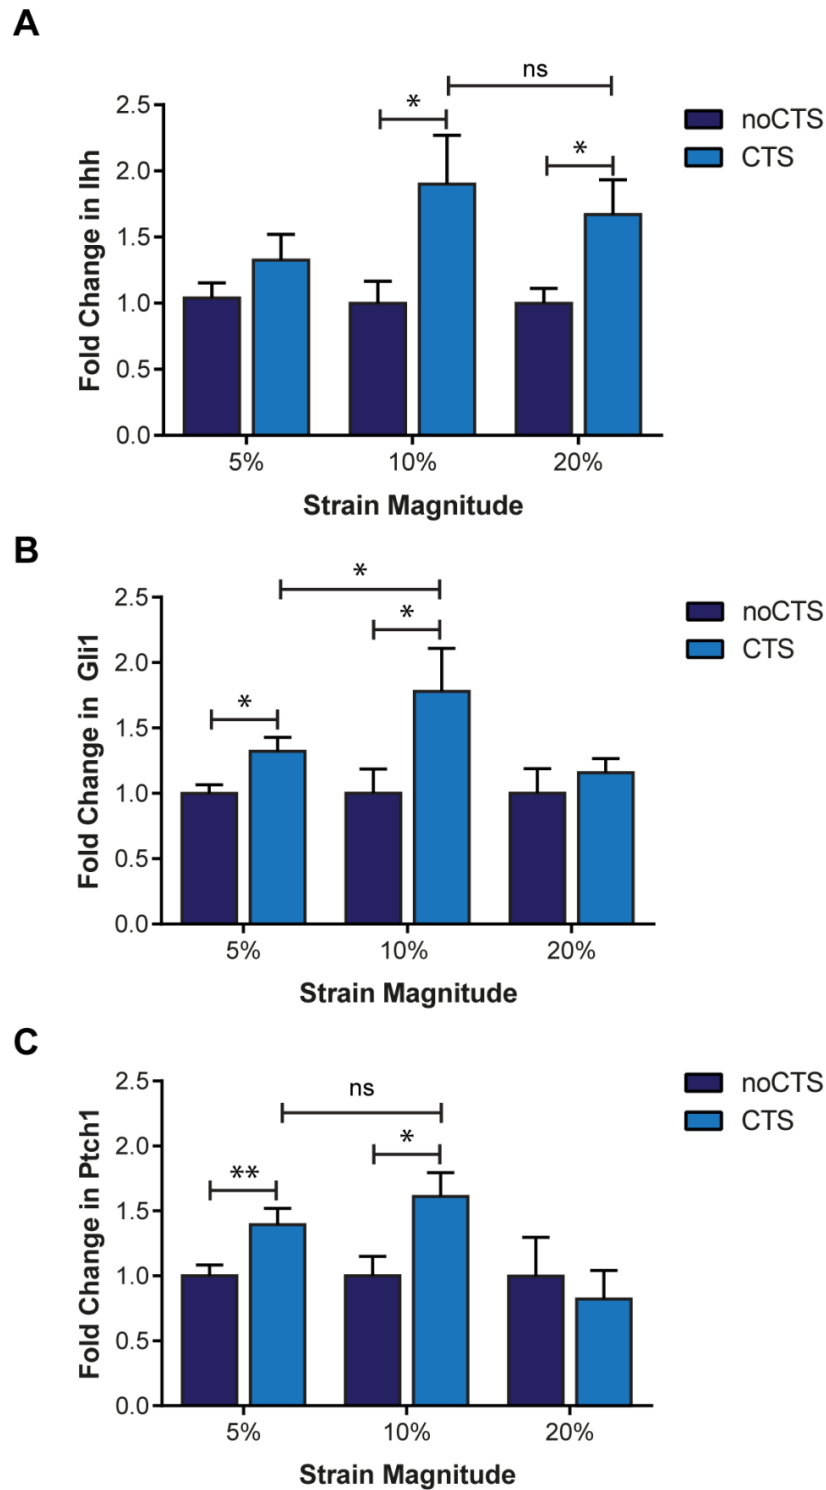 A
ns
*
*
2.5
2.0
1.5
1.0
0.5
0.0
Fold Change in Ihh
5%
10%
20%
Strain Magnitude
noCTS
CTS
B
*
*
*
2.5
2.0
1.5
1.0
0.5
0.0
Fold Change in Gli1
5%
10%
20%
Strain Magnitude
noCTS
CTS
C
ns
*
**
2.5
2.0
1.5
1.0
0.5
0.0
Fold Change in Ptch1
5%
10%
20%
Strain Magnitude
noCTS
CTS